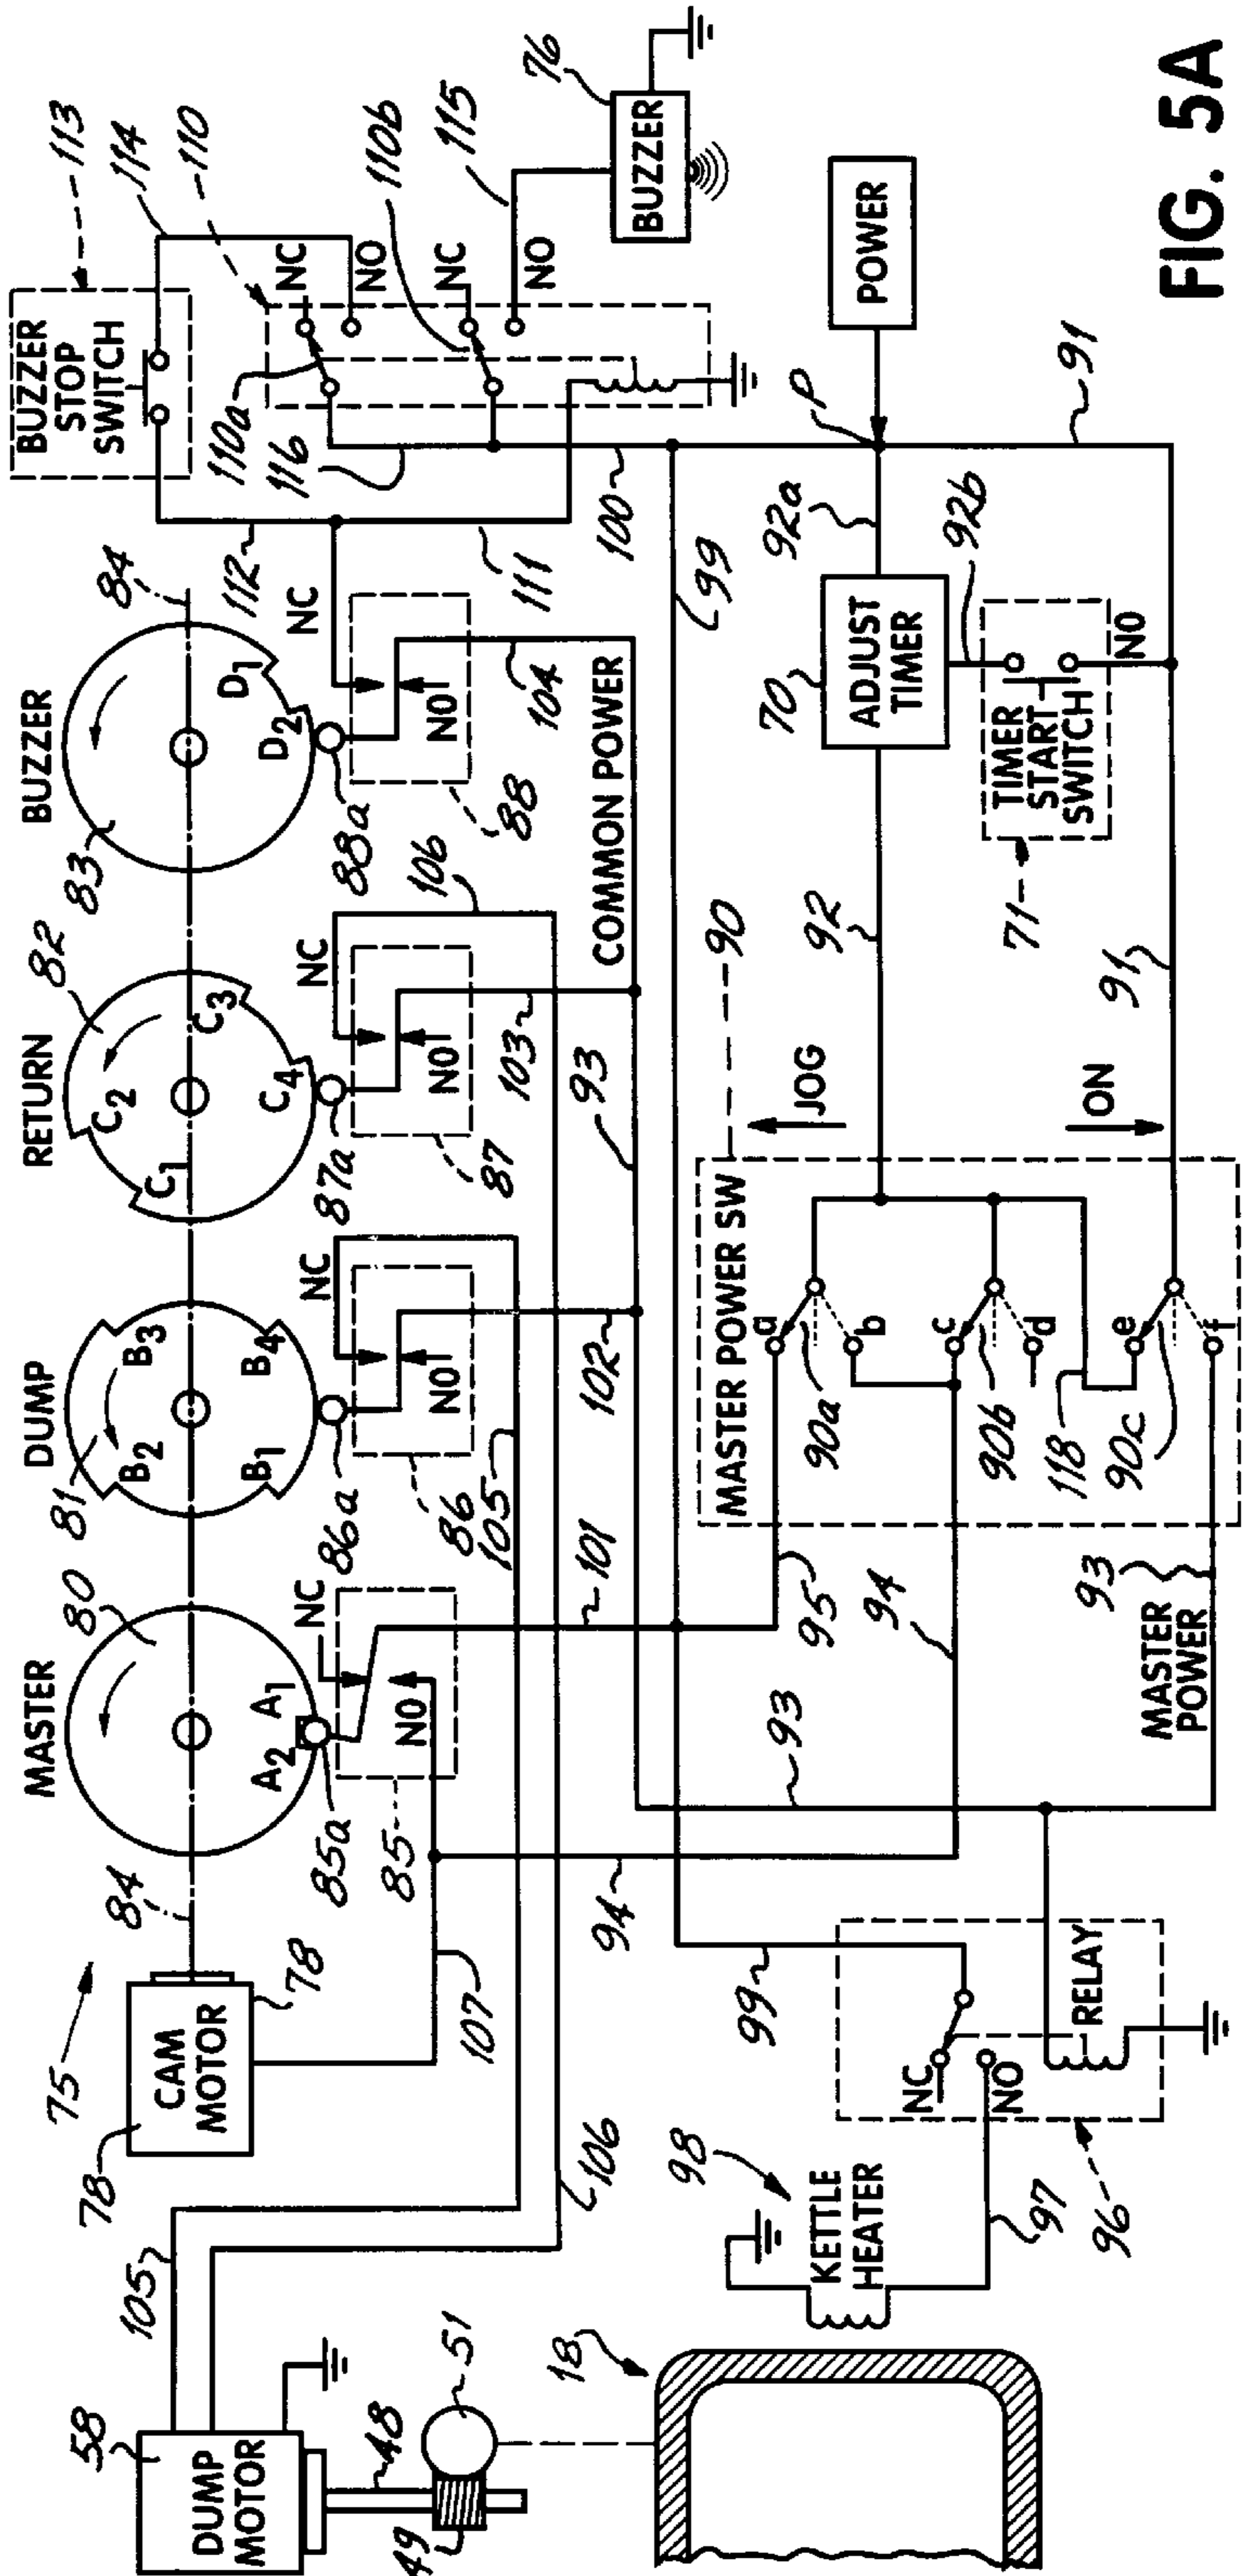 FIG. 5A
75
78
CAM
MOTOR
78
84
MASTER
80
A2 A1
85a
85
NC
NO
DUMP
81
B2 B3
B1 B4
86a
86
NC
NO
RETURN
82
C2
C1
C3
C4
87a
87
NC
NO
BUZZER
83
84
D2 D1
88a
88
NC
NO
BUZZER
STOP
SWITCH
113
114
110
110a
110b
NC
NO
NC
NO
115
116
112
111
76
BUZZER
58
DUMP
MOTOR
105
106
107
105
101
102
103
106
104
COMMON POWER
93
99
100
48
49
51
18
98
KETTLE
HEATER
97
96
NC
NO
RELAY
99
94
93
94
95
MASTER
POWER
93
MASTER POWER SW
90
a
b
c
d
e
f
90a
90b
90c
118
JOG
ON
92
91
70
ADJUST
TIMER
92a
92b
71
TIMER
START
SWITCH
NO
P
POWER
91